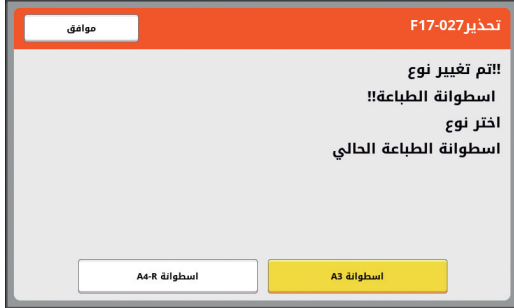 تحذيرF17-027
موافق
!!تم تغيير نوع
اسطوانة الطباعة!!
اختر نوع
اسطوانة الطباعة الحالي
اسطوانة A3
اسطوانة A4-R